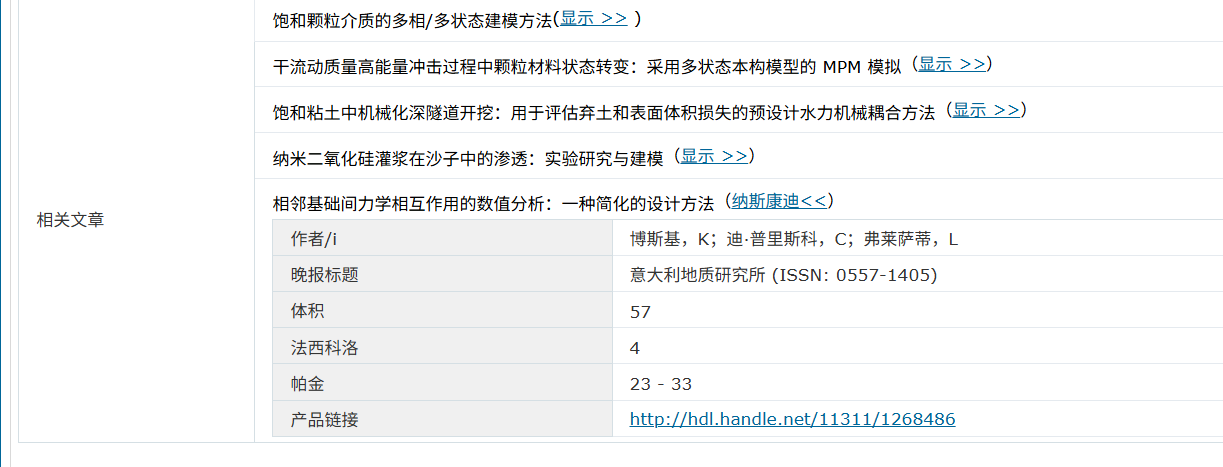 饱和颗粒介质的多相/多状态建模方法(显示 >> )
干流动质量高能量冲击过程中颗粒材料状态转变：采用多状态本构模型的 MPM 模拟（显示 >>）
饱和粘土中机械化深隧道开挖：用于评估弃土和表面体积损失的预设计水力机械耦合方法（显示 >>）
纳米二氧化硅灌浆在沙子中的渗透：实验研究与建模（显示 >>）
相关文章
相邻基础间力学相互作用的数值分析：一种简化的设计方法（纳斯康迪<<）
作者/i 博斯基，K；迪·普里斯科，C；弗莱萨蒂，L
晚报标题 意大利地质研究所 (ISSN: 0557-1405)
体积 57
法西科洛 4
帕金 23 - 33
产品链接 http://hdl.handle.net/11311/1268486